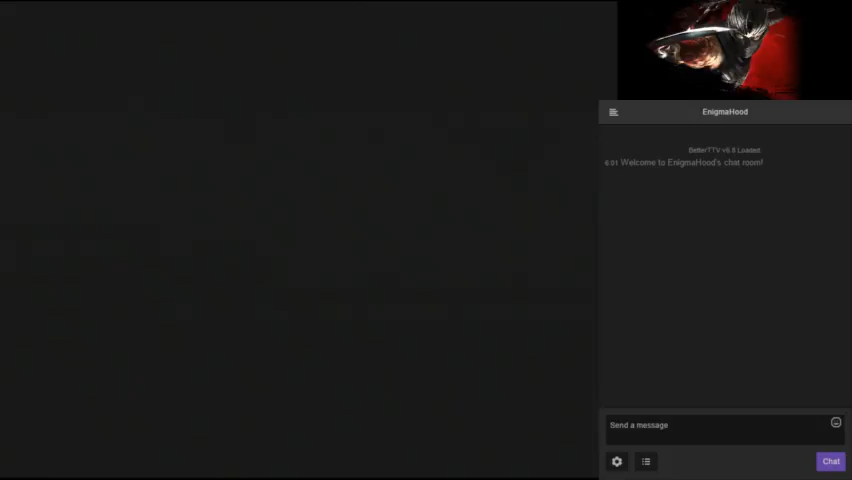 EnigmaHood
BetterTTV v6.8 Loaded.
6:01 Welcome to EnigmaHood's chat room!
Send a message
Chat